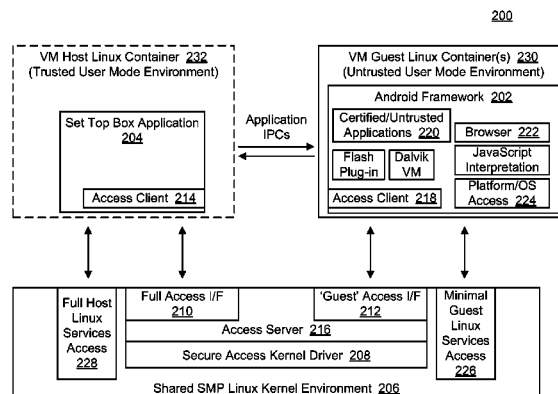 200
VM Host Linux Container 232
(Trusted User Mode Environment)
Set Top Box Application
204
Access Client 214
Application
IPCs
VM Guest Linux Container(s) 230
(Untrusted User Mode Environment)
Android Framework 202
Certified/Untrusted
Applications 220
Browser 222
Flash
Plug-in
Dalvik
VM
JavaScript
Interpretation
Access Client 218
Platform/OS
Access 224
Full Host
Linux
Services
Access
228
Full Access I/F
210
'Guest' Access I/F
212
Access Server 216
Secure Access Kernel Driver 208
Minimal
Guest
Linux
Services
Access
226
Shared SMP Linux Kernel Environment 206